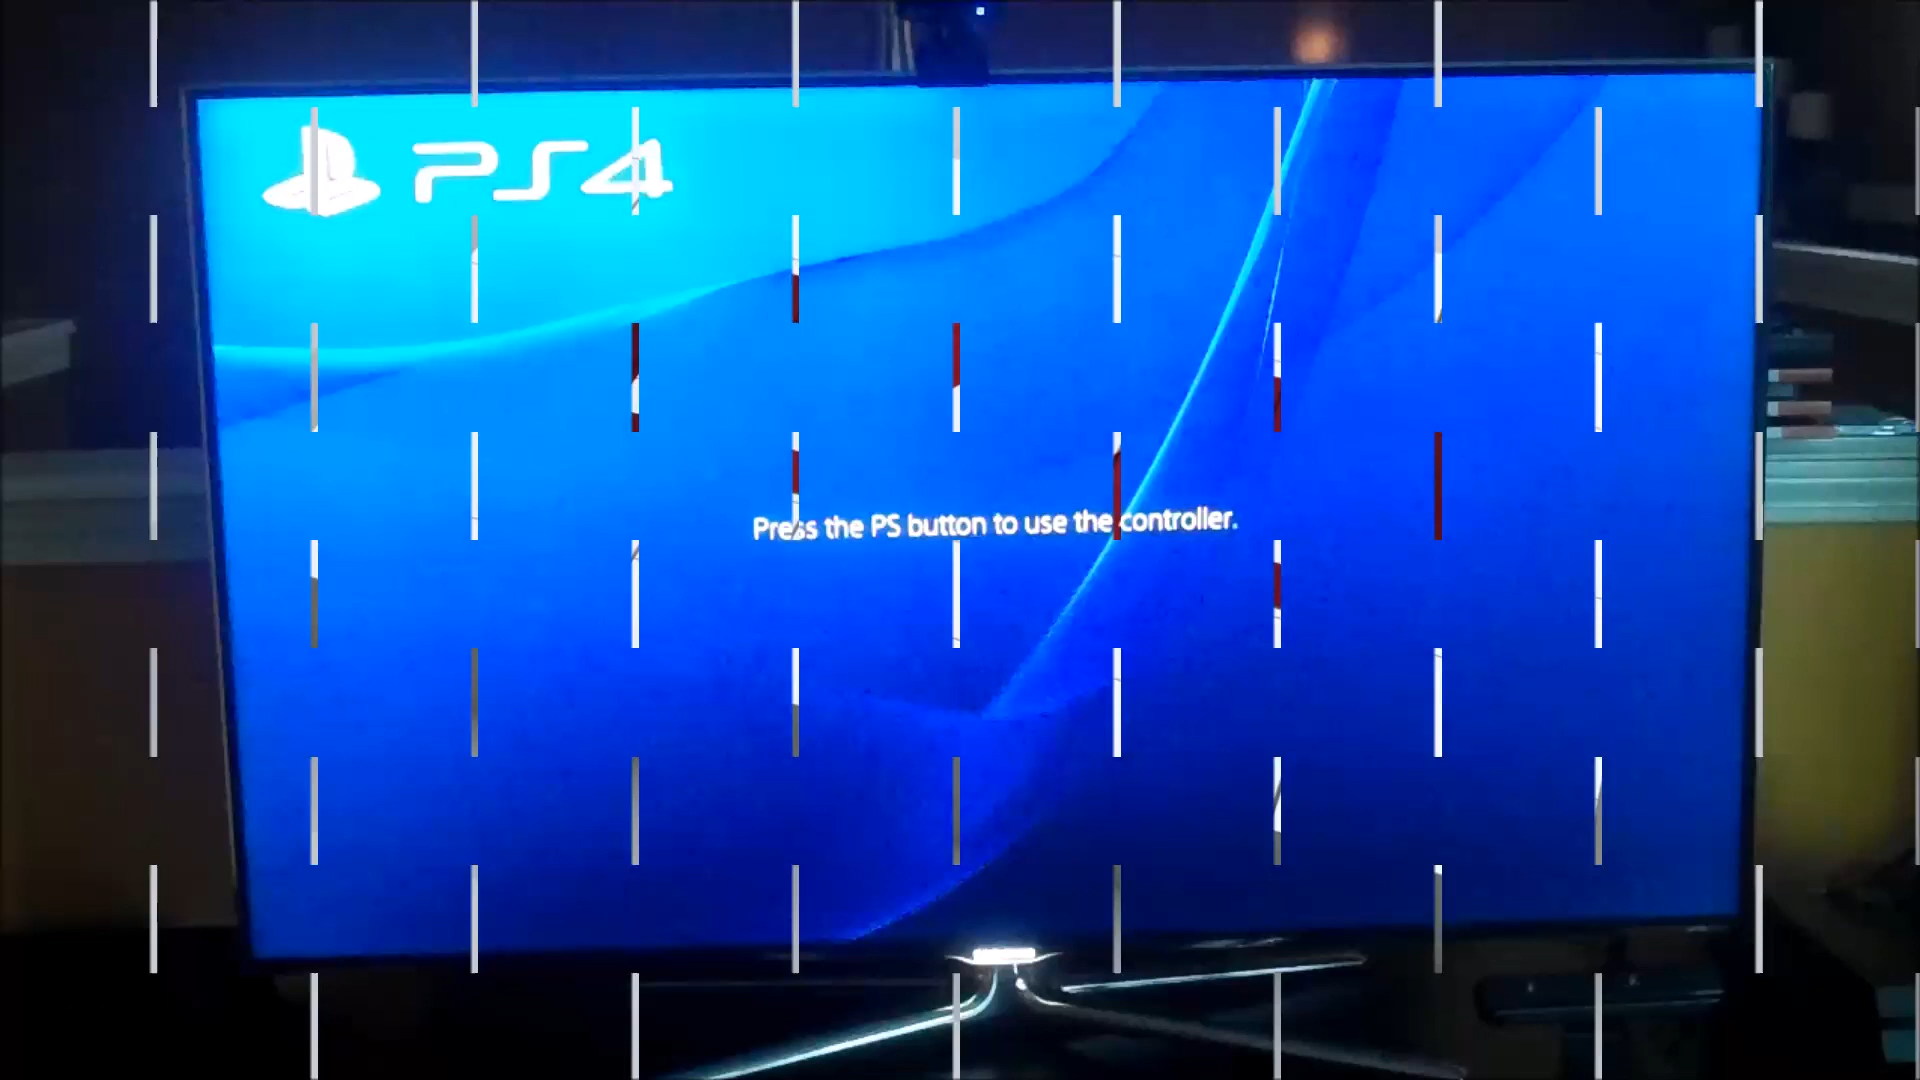 PS4
Press the PS button to use the controller.